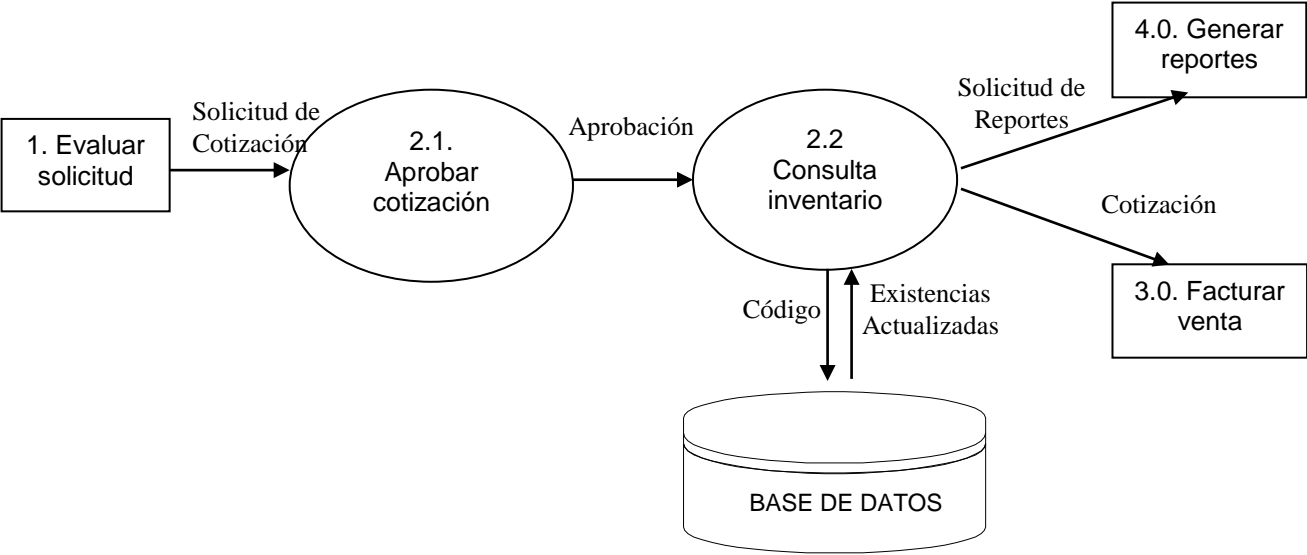 1. Evaluar
solicitud
Solicitud de
Cotización
2.1.
Aprobar
cotización
Aprobación
2.2
Consulta
inventario
Solicitud de
Reportes
4.0. Generar
reportes
Cotización
3.0. Facturar
venta
Código
Existencias
Actualizadas
BASE DE DATOS